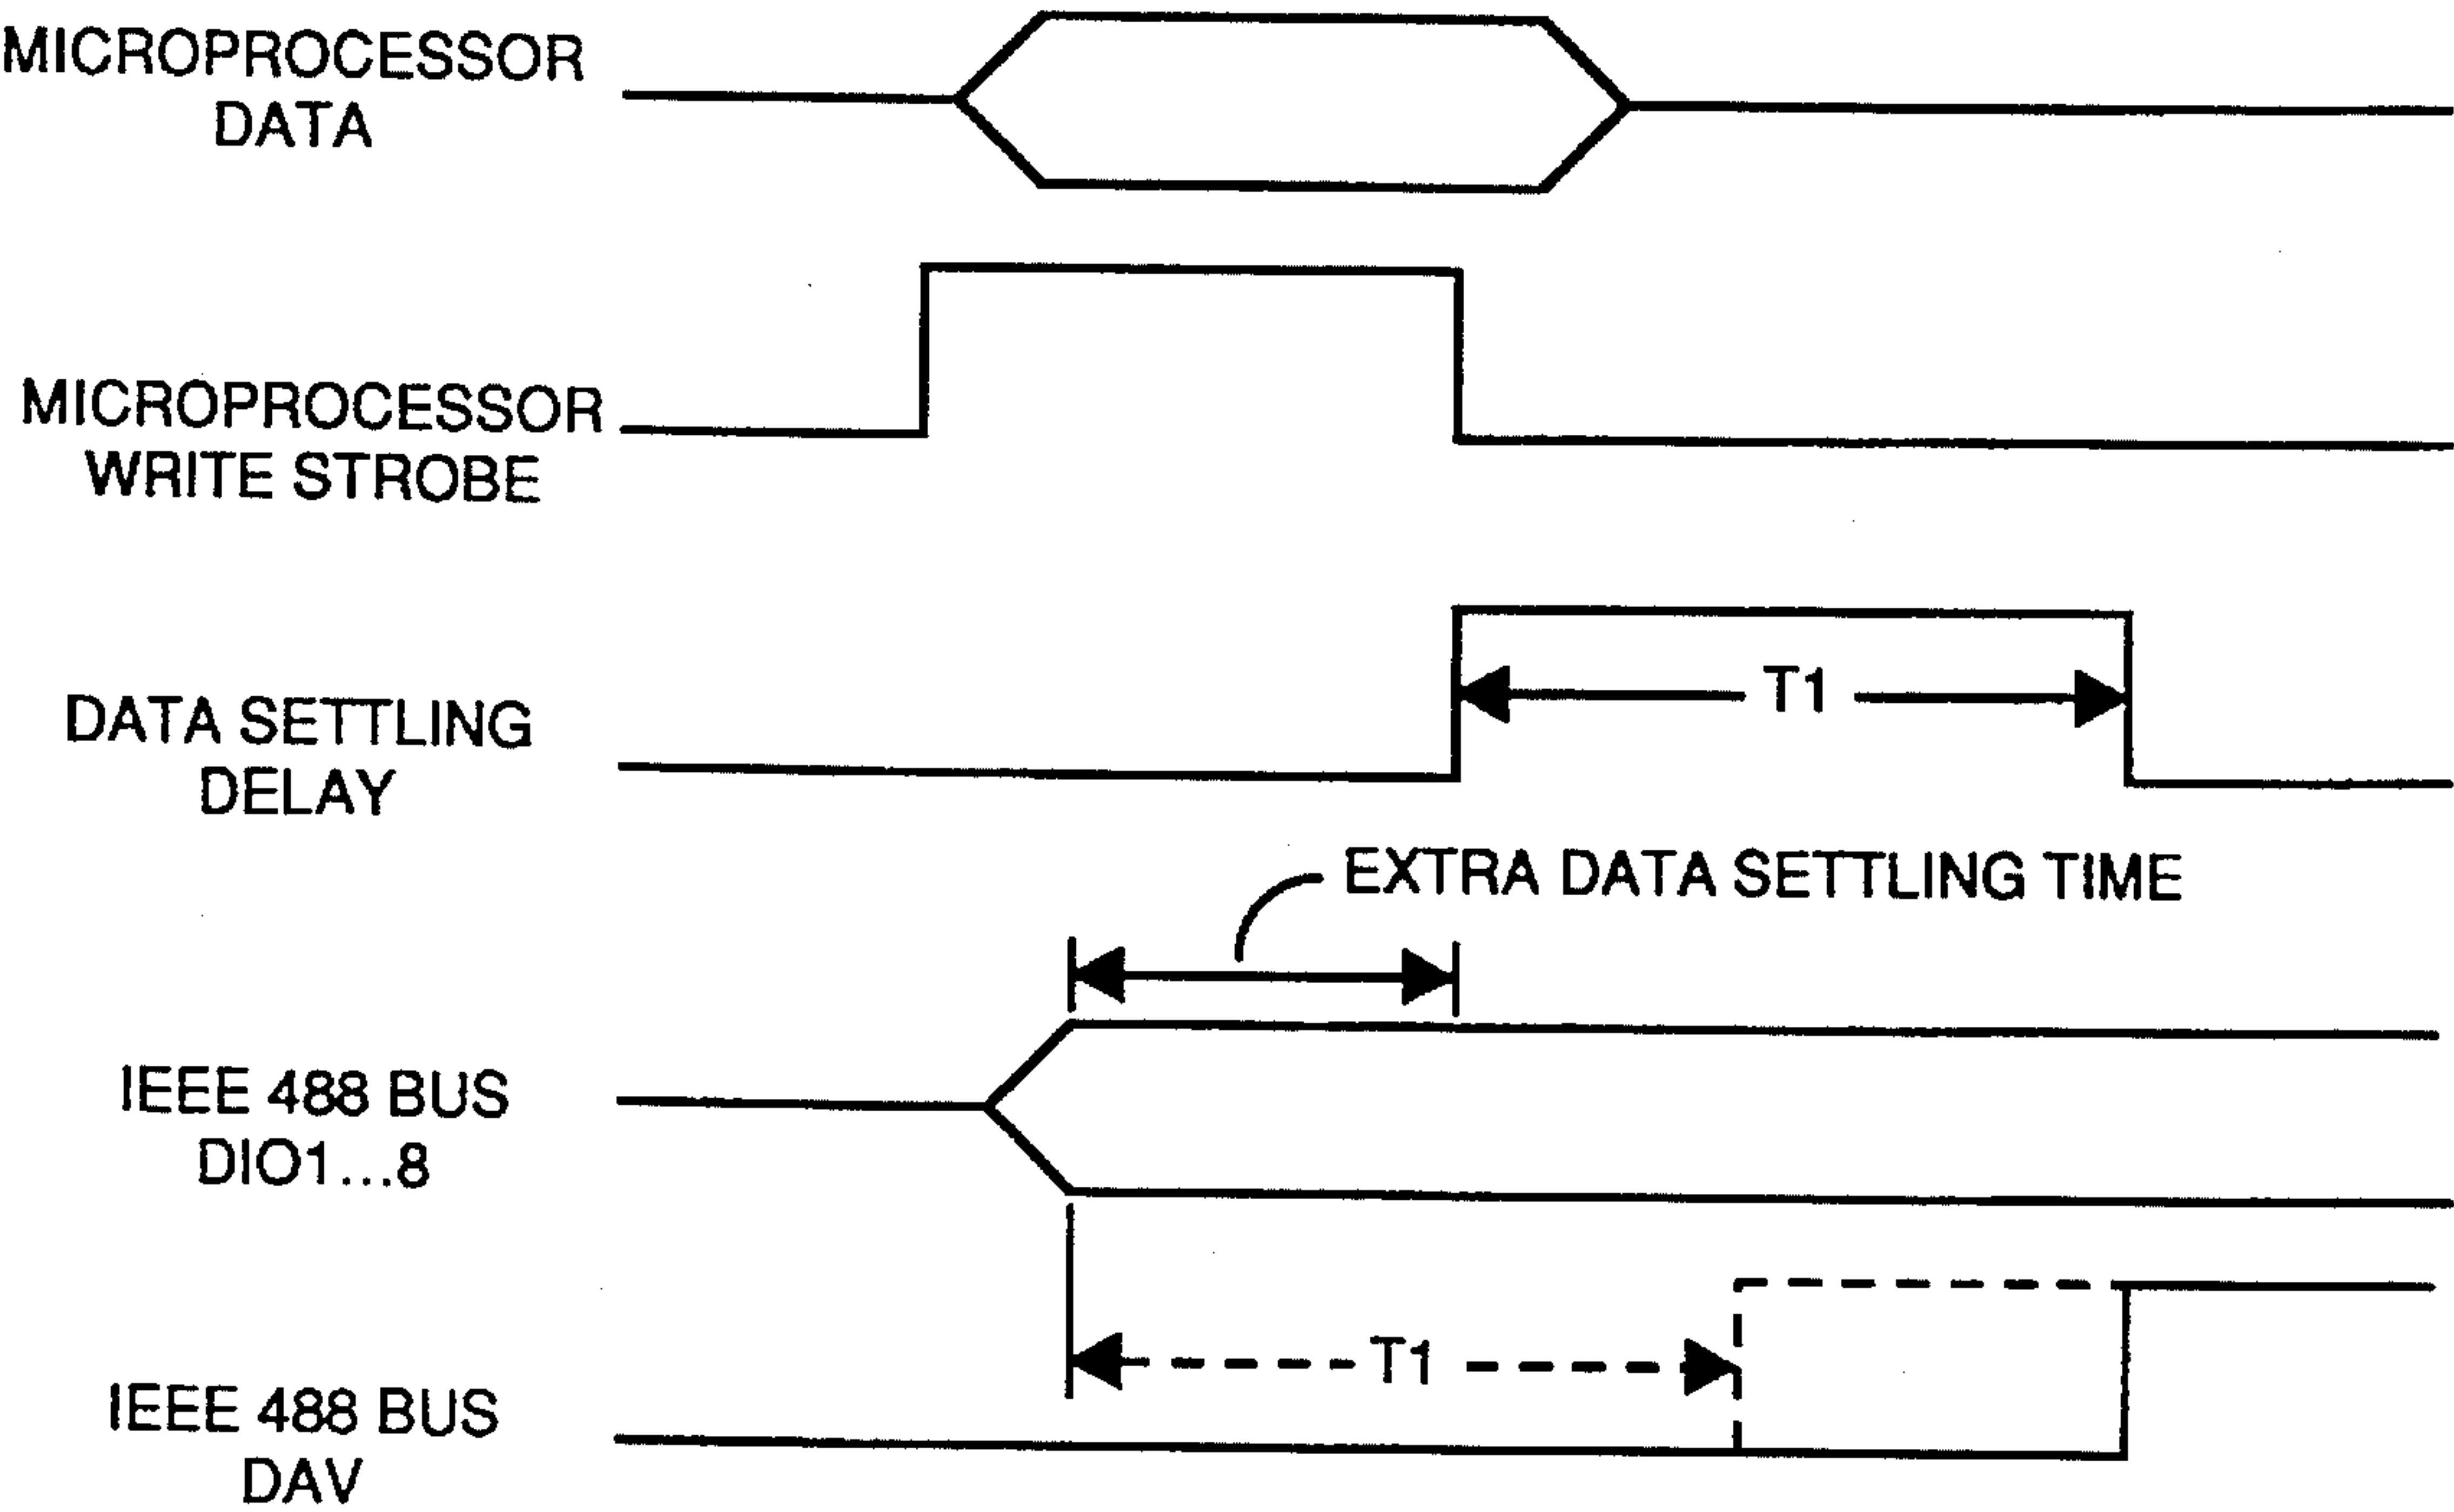 MICROPROCESSOR
DATA
MICROPROCESSOR
WRITE STROBE
T1
DATA SETTLING
DELAY
EXTRA DATA SETTLING TIME
IEEE 488 BUS
DIO1...8
T1
IEEE 488 BUS
DAV